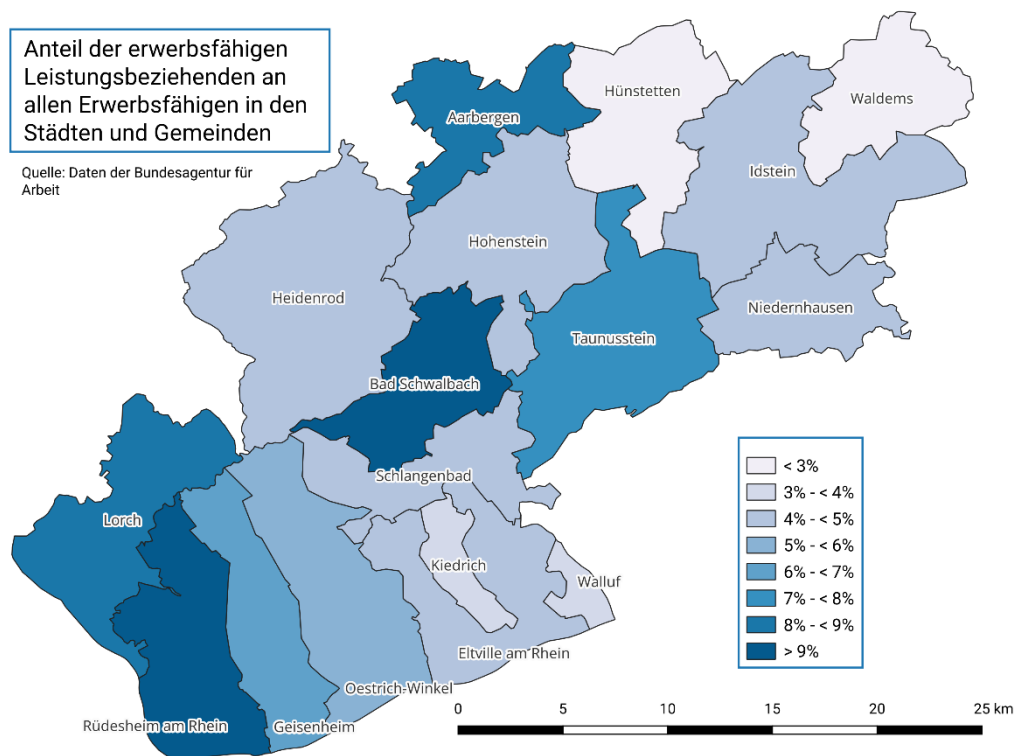 Anteil der erwerbsfähigen
Leistungsbeziehenden an
allen Erwerbsfähigen in den
Städten und Gemeinden
Quelle: Daten der Bundesagentur für
Arbeit
Hünstetten
Waldems
Aarbergen
Idstein
Hohenstein
Heidenrod
Niedernhausen
Taunusstein
Bad Schwalbach
Schlangenbad
Lorch
Kiedrich
Walluf
Eltville am Rhein
Oestrich-Winkel
Rüdesheim am Rhein
Geisenheim
< 3%
3% - < 4%
4% - < 5%
5% - < 6%
6% - < 7%
7% - < 8%
8% - < 9%
> 9%
0 5 10 15 20 25 km